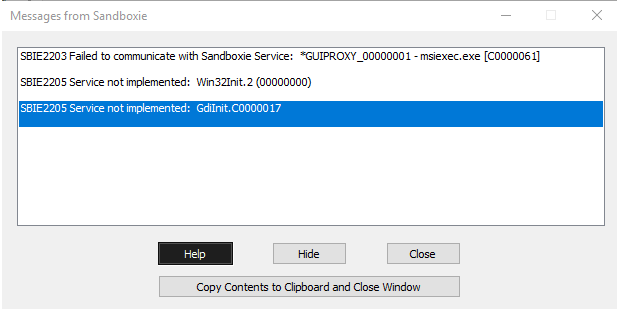 Messages from Sandboxie
SBIE2203 Failed to communicate with Sandboxie Service:  *GUIPROXY_00000001 - msiexec.exe [C0000061]
SBIE2205 Service not implemented:  Win32Init.2 (00000000)
SBIE2205 Service not implemented:  GdiInit.C0000017
Help
Hide
Close
Copy Contents to Clipboard and Close Window